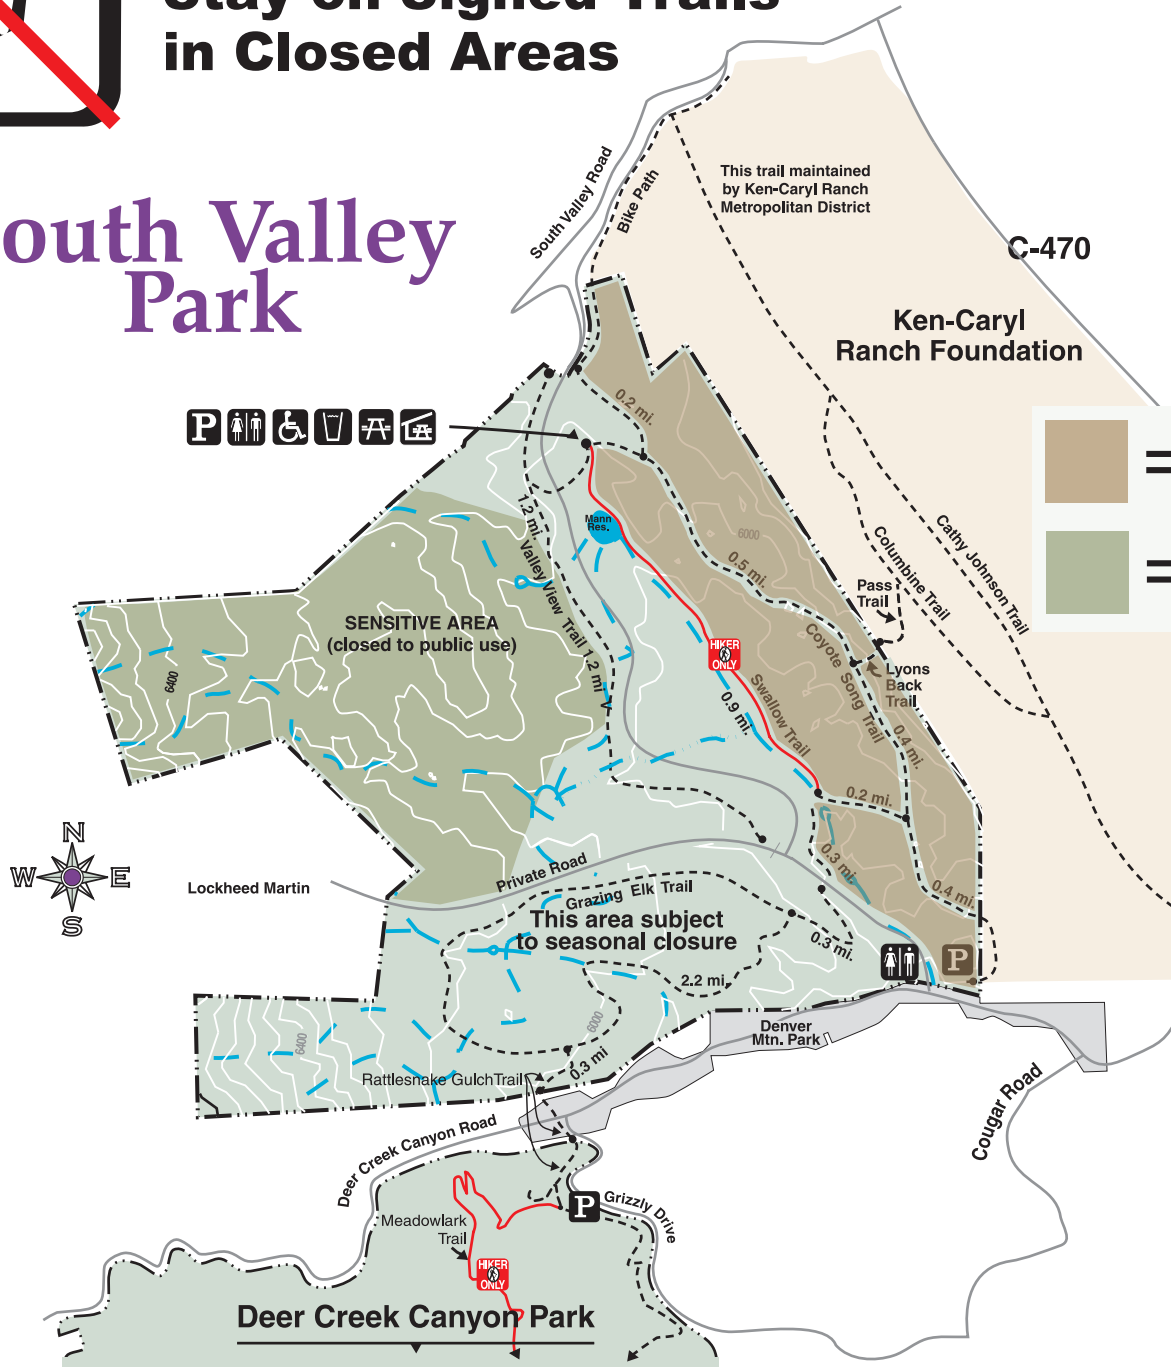 Stay on Signed Trails
in Closed Areas
outh Valley
Park
South Valley Road
Bike Path
This trail maintained
by Ken-Caryl Ranch
Metropolitan District
C-470
Ken-Caryl
Ranch Foundation
0.2 mi.
P
=
=
1.2 mi.
Mann
Res.
6000
0.5 mi.
Valley View Trail 1.2 mi
SENSITIVE AREA
(closed to public use)
6400
Columbine Trail
Cathy Johnson Trail
Pass
Trail
Coyote Song Trail
Lyons
Back
Trail
HIKER
ONLY
Swallow Trail
0.9 mi.
0.4 mi.
0.2 mi.
0.3 mi.
0.4 mi.
N
W E
S
Lockheed Martin
Private Road
Grazing Elk Trail
This area subject
to seasonal closure
0.3 mi.
P
2.2 mi.
6400
6000
Denver
Mtn. Park
0.3 mi
Rattlesnake GulchTrail
Deer Creek Canyon Road
Cougar Road
P
Grizzly Drive
Meadowlark
Trail
HIKER
ONLY
Deer Creek Canyon Park